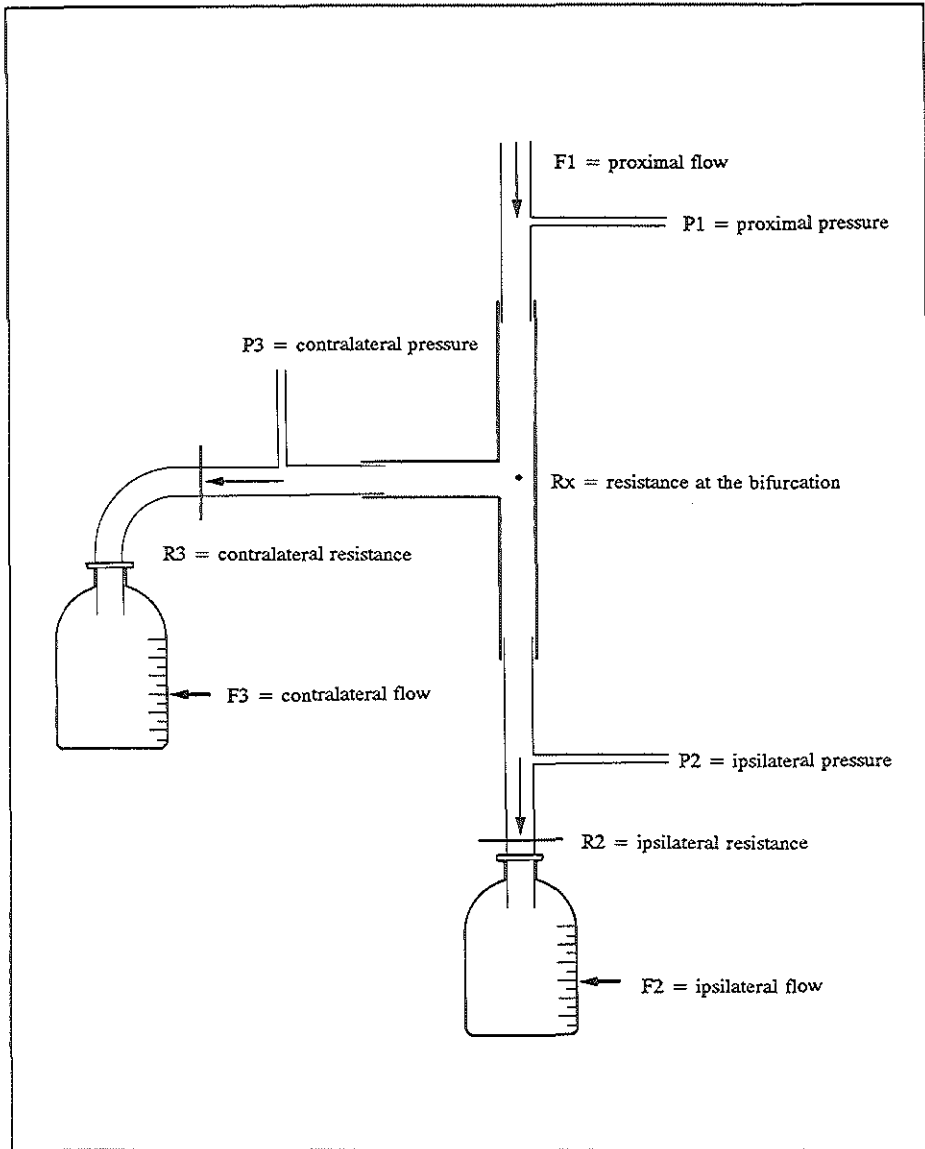 F1 = proximal flow
P1 = proximal pressure
P3 = contralateral pressure
Rx = resistance at the bifurcation
R3 = contralateral resistance
F3 = contralateral flow
P2 = ipsilateral pressure
R2 = ipsilateral resistance
F2 = ipsilateral flow